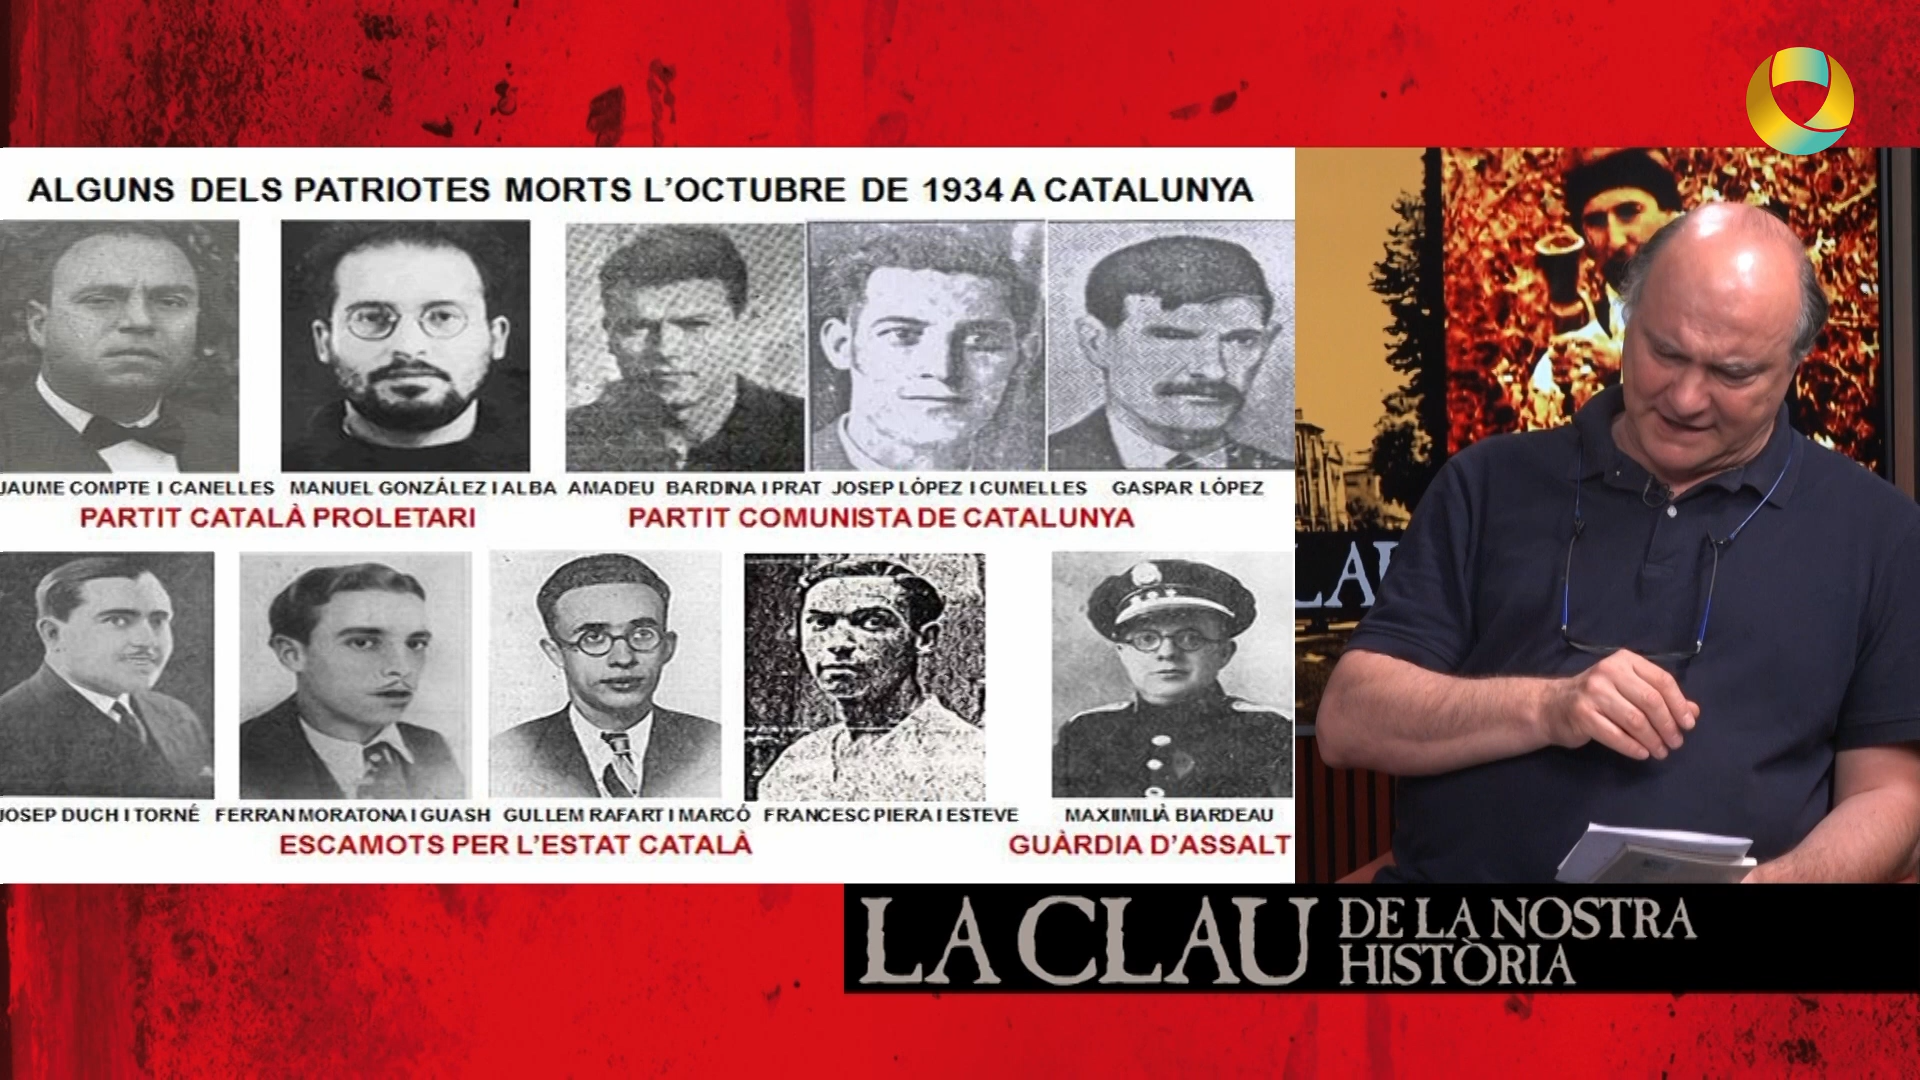 ALGUNS DELS PATRIOTES MORTS L'OCTUBRE DE 1934 A CATALUNYA
JAUME COMPTE I CANELLES MANUEL GONZÁLEZ I ALBA AMADEU BARDINA I PRAT JOSEP LÓPEZ I CUMELLES GASPAR LÓPEZ
PARTIT CATALÀ PROLETARI PARTIT COMUNISTA DE CATALUNYA
JOSEP DUCH I TORNÉ FERRAN MORATONA I GUASH GULLEM RAFART I MARCÓ FRANCESC PIERA I ESTEVE MAXIIMILIÀ BIARDEAU
ESCAMOTS PER L'ESTAT CATALÀ GUÀRDIA D'ASSALT
LAU
LA CLAU DE LA NOSTRA
HISTÒRIA